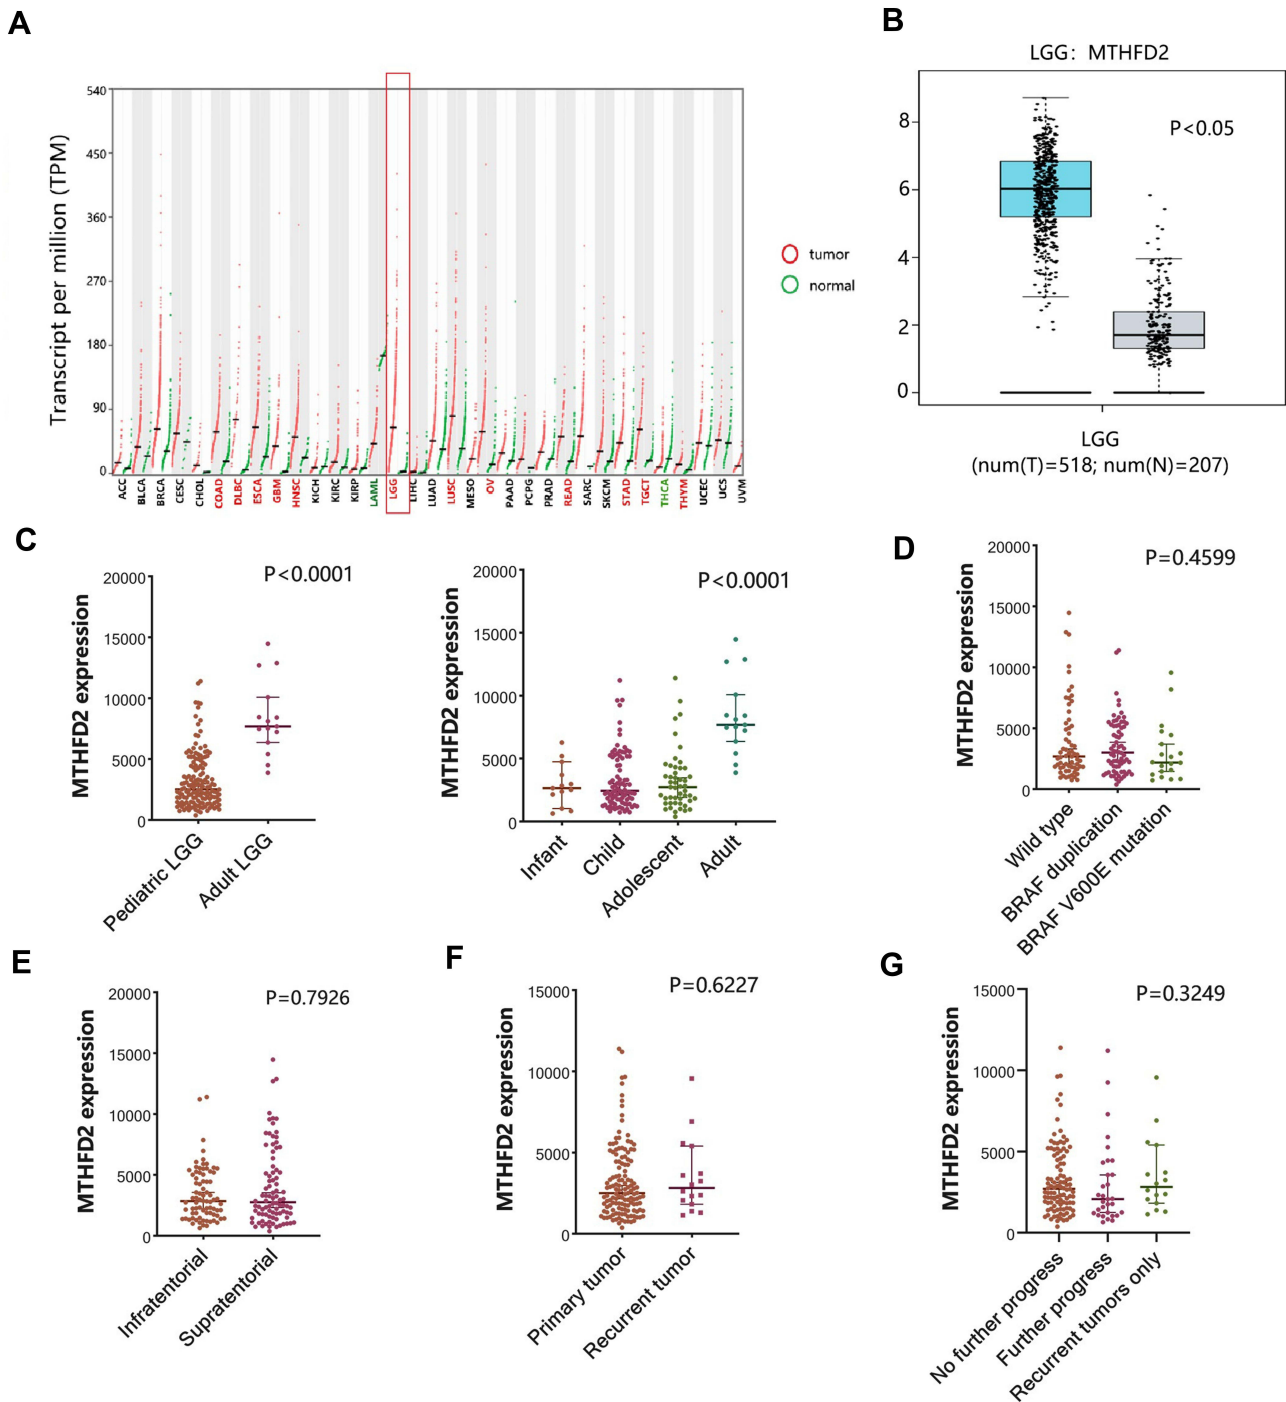 A
540
450
360
270
180
90
0
Transcript per million (TPM)
ACC
BLCA
BRCA
CESC
CHOL
COAD
DLBC
ESCA
GBM
HNSC
KICH
KIRC
KIRP
LAML
LGG
LIHC
LUAD
LUSC
MESO
OV
PAAD
PCPG
PRAD
READ
SARC
SKCM
STAD
TGCT
THCA
THYM
UCEC
UCS
UVM
tumor
normal
B
LGG: MTHFD2
P<0.05
8
6
4
2
0
LGG
(num(T)=518; num(N)=207)
C
MTHFD2 expression
20000
15000
10000
5000
0
P<0.0001
Pediatric LGG
Adult LGG
MTHFD2 expression
20000
15000
10000
5000
0
P<0.0001
Infant
Child
Adolescent
Adult
D
MTHFD2 expression
20000
15000
10000
5000
0
P=0.4599
Wild type
BRAF duplication
BRAF V600E mutation
E
MTHFD2 expression
20000
15000
10000
5000
0
P=0.7926
Infratentorial
Supratentorial
F
MTHFD2 expression
15000
10000
5000
0
P=0.6227
Primary tumor
Recurrent tumor
G
MTHFD2 expression
15000
10000
5000
0
P=0.3249
No further progress
Further progress
Recurrent tumors only